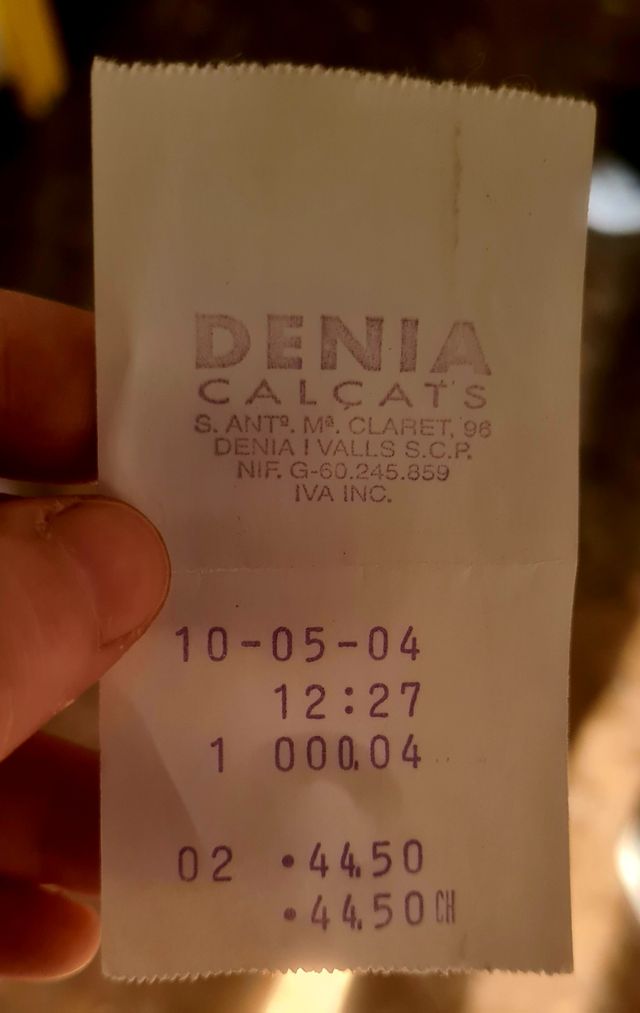 DENIA
CALÇATS
S. ANTº. Mª. CLARET, 96
DENIA I VALLS S.C.P.
NIF. G-60.245.859
IVA INC.
10-05-04
12:27
1 000.04
02 •44.50
•44.50 CH